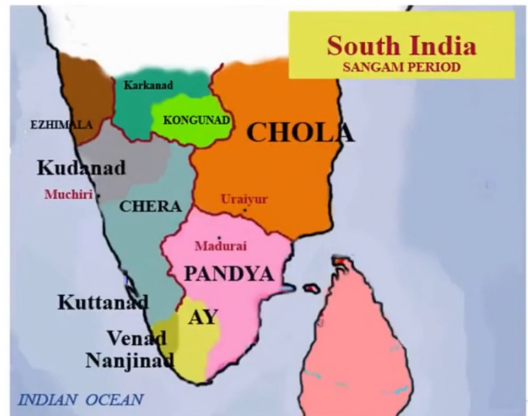 South India
SANGAM PERIOD
Karkanad
EZHIMALA
KONGUNAD
CHOLA
Kudanad
Muchiri
CHERA
Uraiyur
Madurai
PANDYA
Kuttanad
AY
Venad
Nanjinad
INDIAN OCEAN